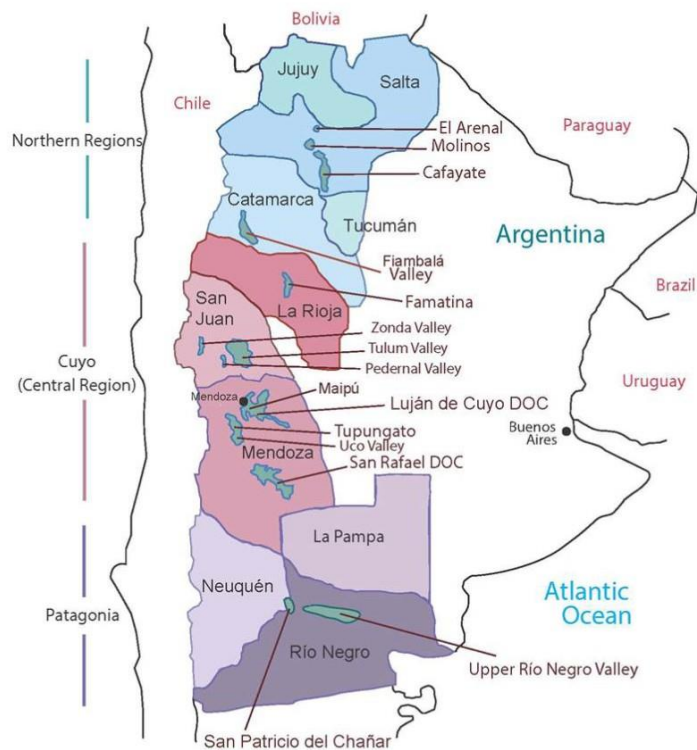 Bolivia
Jujuy
Salta
Chile
El Arenal
Molinos
Paraguay
Northern Regions
Cafayate
Catamarca
Tucumán
Argentina
Fiambalá
Valley
Brazil
San
Juan
La Rioja
Famatina
Zonda Valley
Tulum Valley
Pedernal Valley
Cuyo
(Central Region)
Uruguay
Mendoza
Maipú
Luján de Cuyo DOC
Tupungato
Uco Valley
Buenos
Aires
Mendoza
San Rafael DOC
La Pampa
Neuquén
Atlantic
Ocean
Patagonia
Río Negro
Upper Río Negro Valley
San Patricio del Chañar